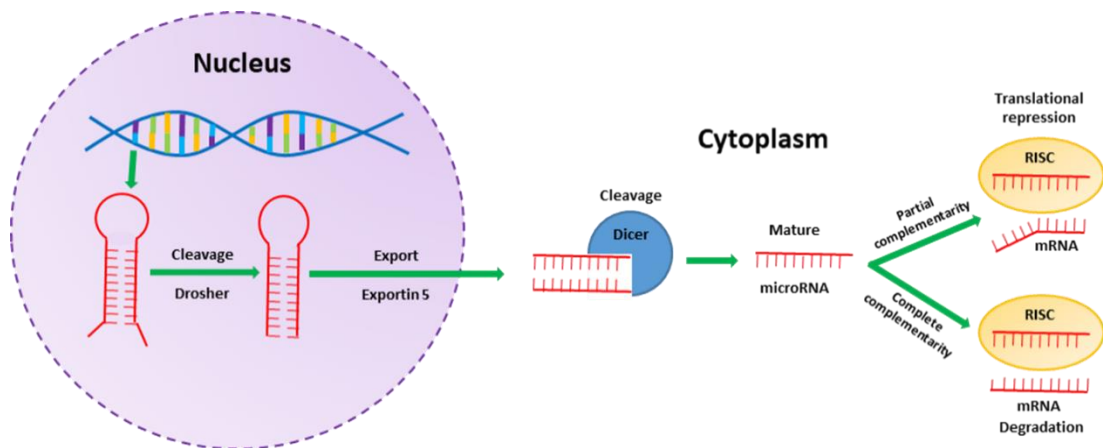 Nucleus
Cleavage
Drosher
Export
Exportin 5
Cytoplasm
Cleavage
Dicer
Mature
microRNA
Partial
complementarity
Complete
complementarity
Translational
repression
RISC
mRNA
RISC
mRNA
Degradation